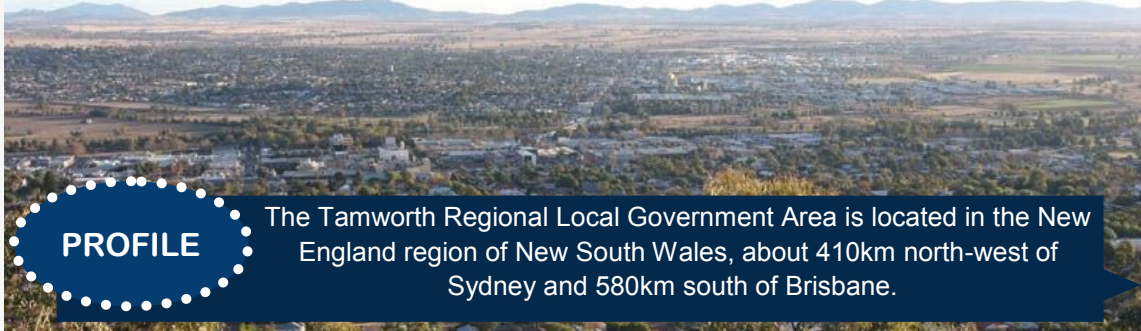 PROFILE
The Tamworth Regional Local Government Area is located in the New
England region of New South Wales, about 410km north-west of
Sydney and 580km south of Brisbane.